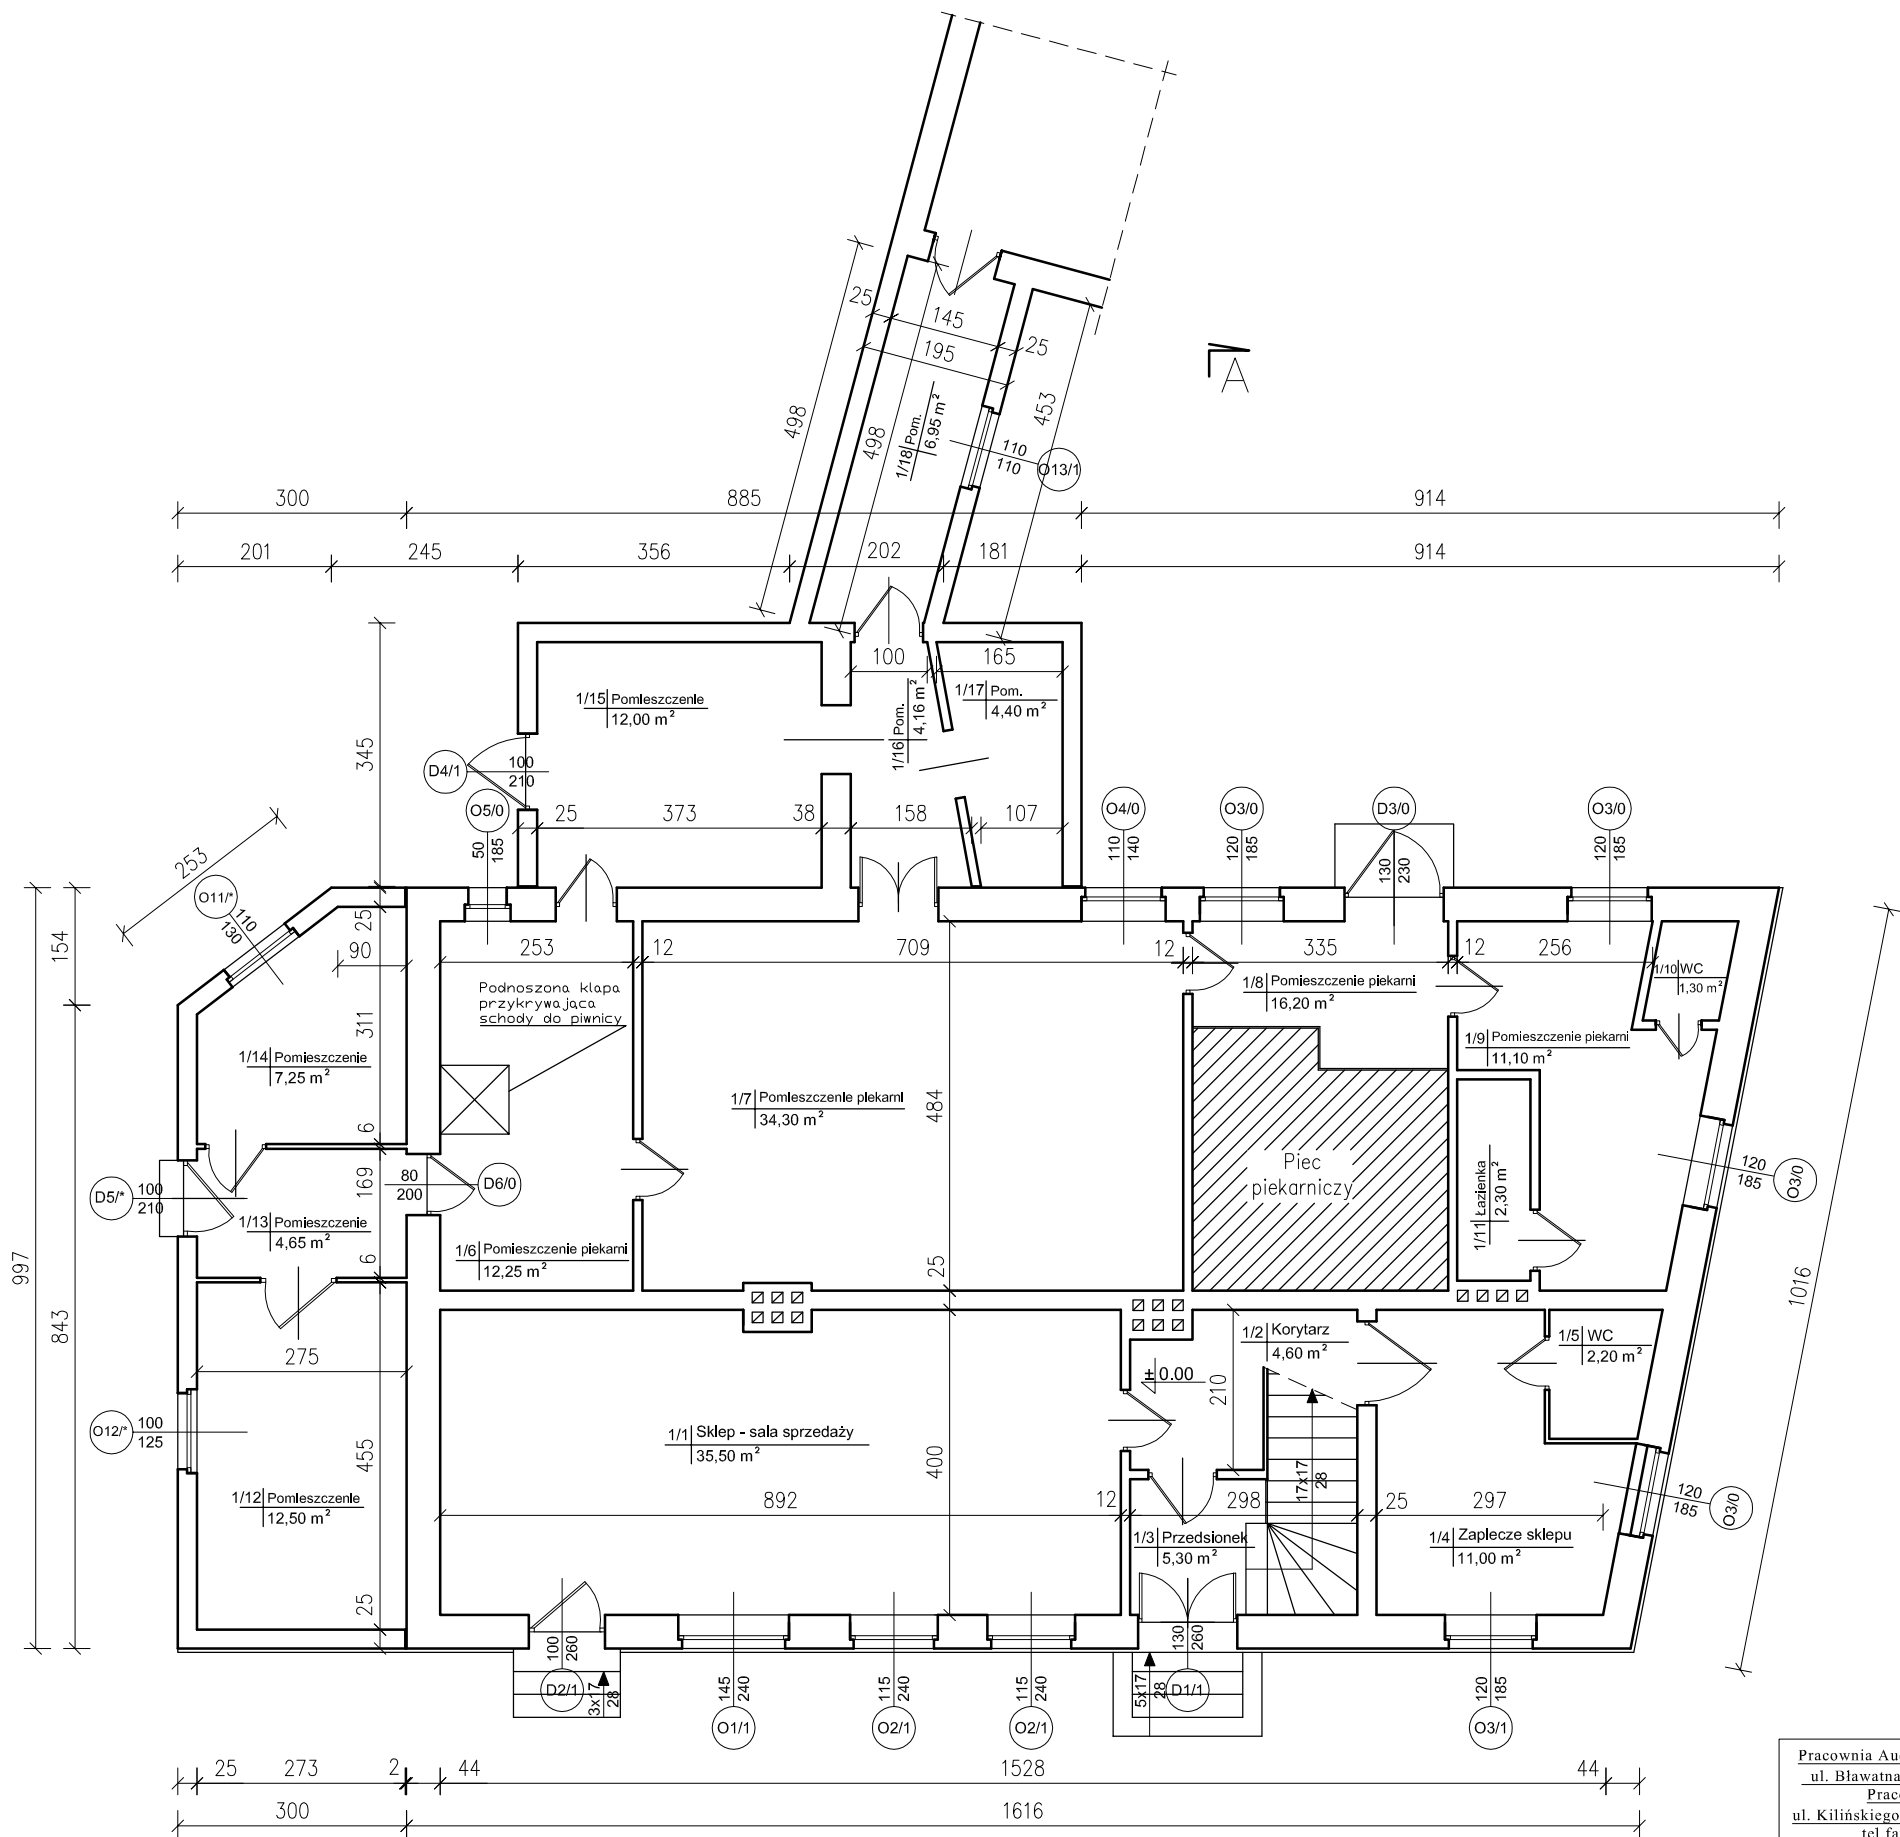 25
145
195
25
498
498
453
1/18 Pom.
6,95 m²
110
110
O13/1
A
300
885
914
201
245
356
202
181
914
100
165
1/15 Pomieszczenie
12,00 m²
1/16 Pom.
4,16 m²
1/17 Pom.
4,40 m²
345
D4/1
100
210
25
373
38
158
107
O5/0
50
185
O4/0
110
140
O3/0
120
185
D3/0
130
230
O3/0
120
185
253
O11/*
110
130
25
90
154
253
12
709
12
335
12
256
1/10 WC
1,30 m²
Podnoszona klapa
przykrywająca
schody do piwnicy
1/8 Pomieszczenie piekarni
16,20 m²
1/9 Pomieszczenie piekarni
11,10 m²
311
1/14 Pomieszczenie
7,25 m²
1/7 Pomieszczenie piekarni
34,30 m²
484
6
Piec
piekarniczy
1/11 Łazienka
2,30 m²
120
185
O3/0
D5/*
100
210
169
80
200
D6/0
1/13 Pomieszczenie
4,65 m²
1/6 Pomieszczenie piekarni
12,25 m²
6
25
997
843
1016
275
1/2 Korytarz
4,60 m²
1/5 WC
2,20 m²
±0.00
210
O12/*
100
125
455
1/1 Sklep - sala sprzedaży
35,50 m²
400
17x17
28
1/12 Pomieszczenie
12,50 m²
892
12
298
25
297
120
185
O3/0
1/3 Przedsionek
5,30 m²
1/4 Zaplecze sklepu
11,00 m²
25
100
260
D2/1
3x17
28
145
240
O1/1
115
240
O2/1
115
240
O2/1
130
260
D1/1
5x17
28
120
185
O3/1
25
273
2
44
1528
44
300
1616
Pracownia Au
ul. Bławatna
Prac
ul. Kilińskiego
tel fa